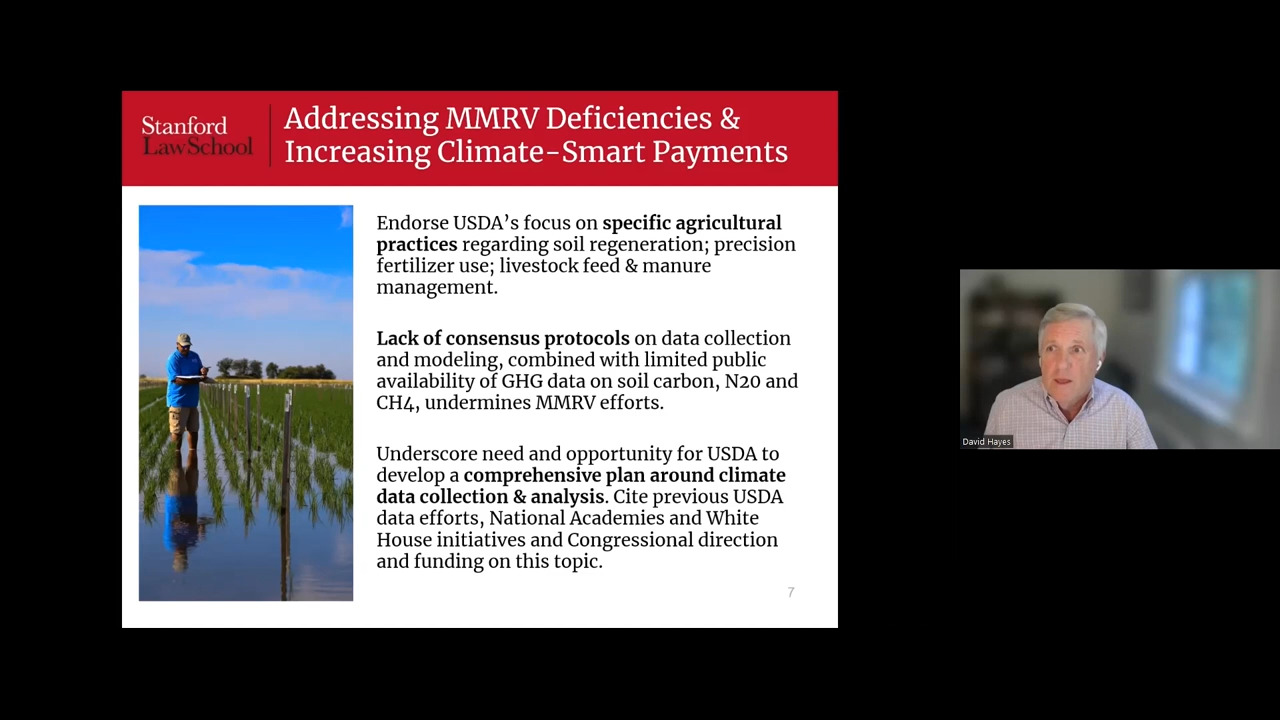 Stanford
Law School
Addressing MMRV Deficiencies &
Increasing Climate-Smart Payments
Endorse USDA’s focus on specific agricultural
practices regarding soil regeneration; precision
fertilizer use; livestock feed & manure
management.
Lack of consensus protocols on data collection
and modeling, combined with limited public
availability of GHG data on soil carbon, N20 and
CH4, undermines MMRV efforts.
Underscore need and opportunity for USDA to
develop a comprehensive plan around climate
data collection & analysis. Cite previous USDA
data efforts, National Academies and White
House initiatives and Congressional direction
and funding on this topic.
7
David Hayes